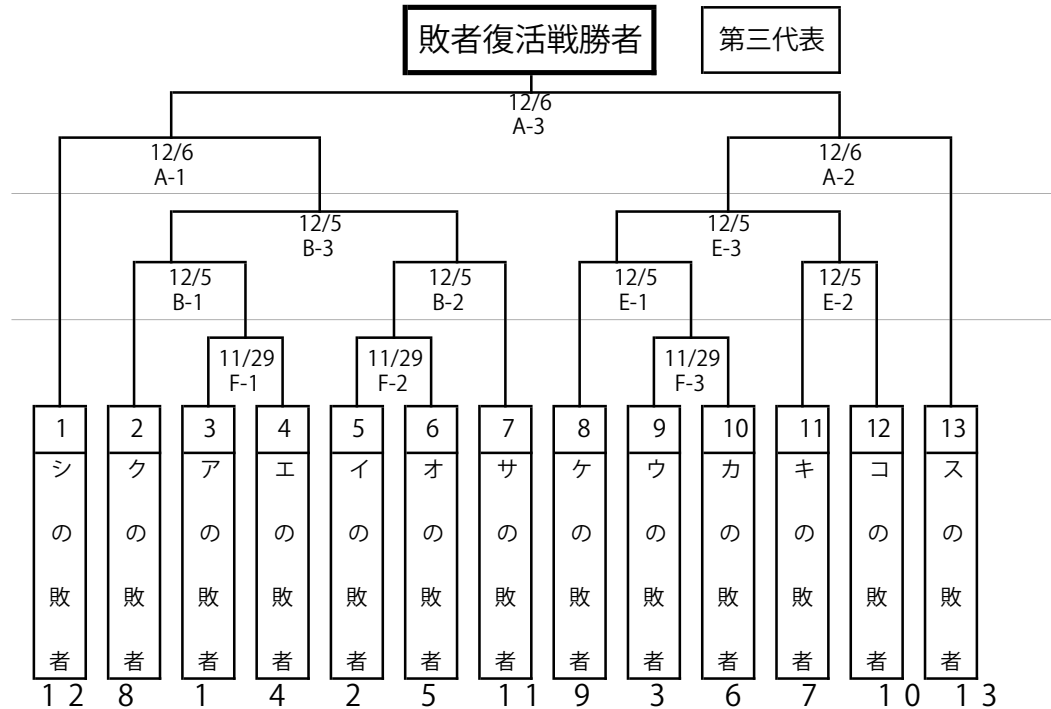 敗者復活戦勝者 第三代表
12/6
A-3
12/6 12/6
A-1 A-2
12/5 12/5
B-3 E-3
12/5 12/5 12/5 12/5
B-1 B-2 E-1 E-2
11/29 11/29 11/29
F-1 F-2 F-3
1 2 3 4 5 6 7 8 9 10 11 12 13
シの敗者
クの敗者
アの敗者
エの敗者
イの敗者
オの敗者
サの敗者
ケの敗者
ウの敗者
カの敗者
キの敗者
コの敗者
スの敗者
12 8 1 4 2 5 11 9 3 6 7 10 13